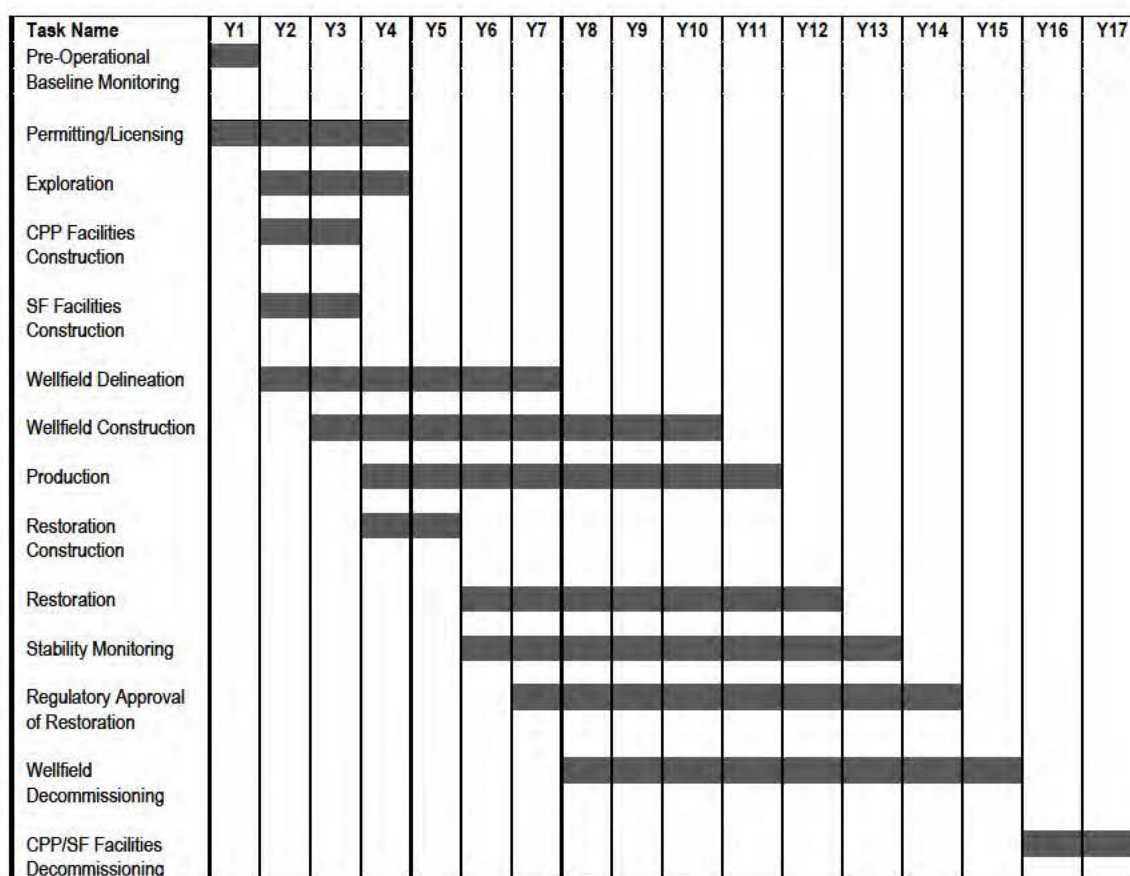 Task Name Y1 Y2 Y3 Y4 Y5 Y6 Y7 Y8 Y9 Y10 Y11 Y12 Y13 Y14 Y15 Y16 Y17
Pre-Operational
Baseline Monitoring
Permitting/Licensing
Exploration
CPP Facilities
Construction
SF Facilities
Construction
Wellfield Delineation
Wellfield Construction
Production
Restoration
Construction
Restoration
Stability Monitoring
Regulatory Approval
of Restoration
Wellfield
Decommissioning
CPP/SF Facilities
Decommissioning